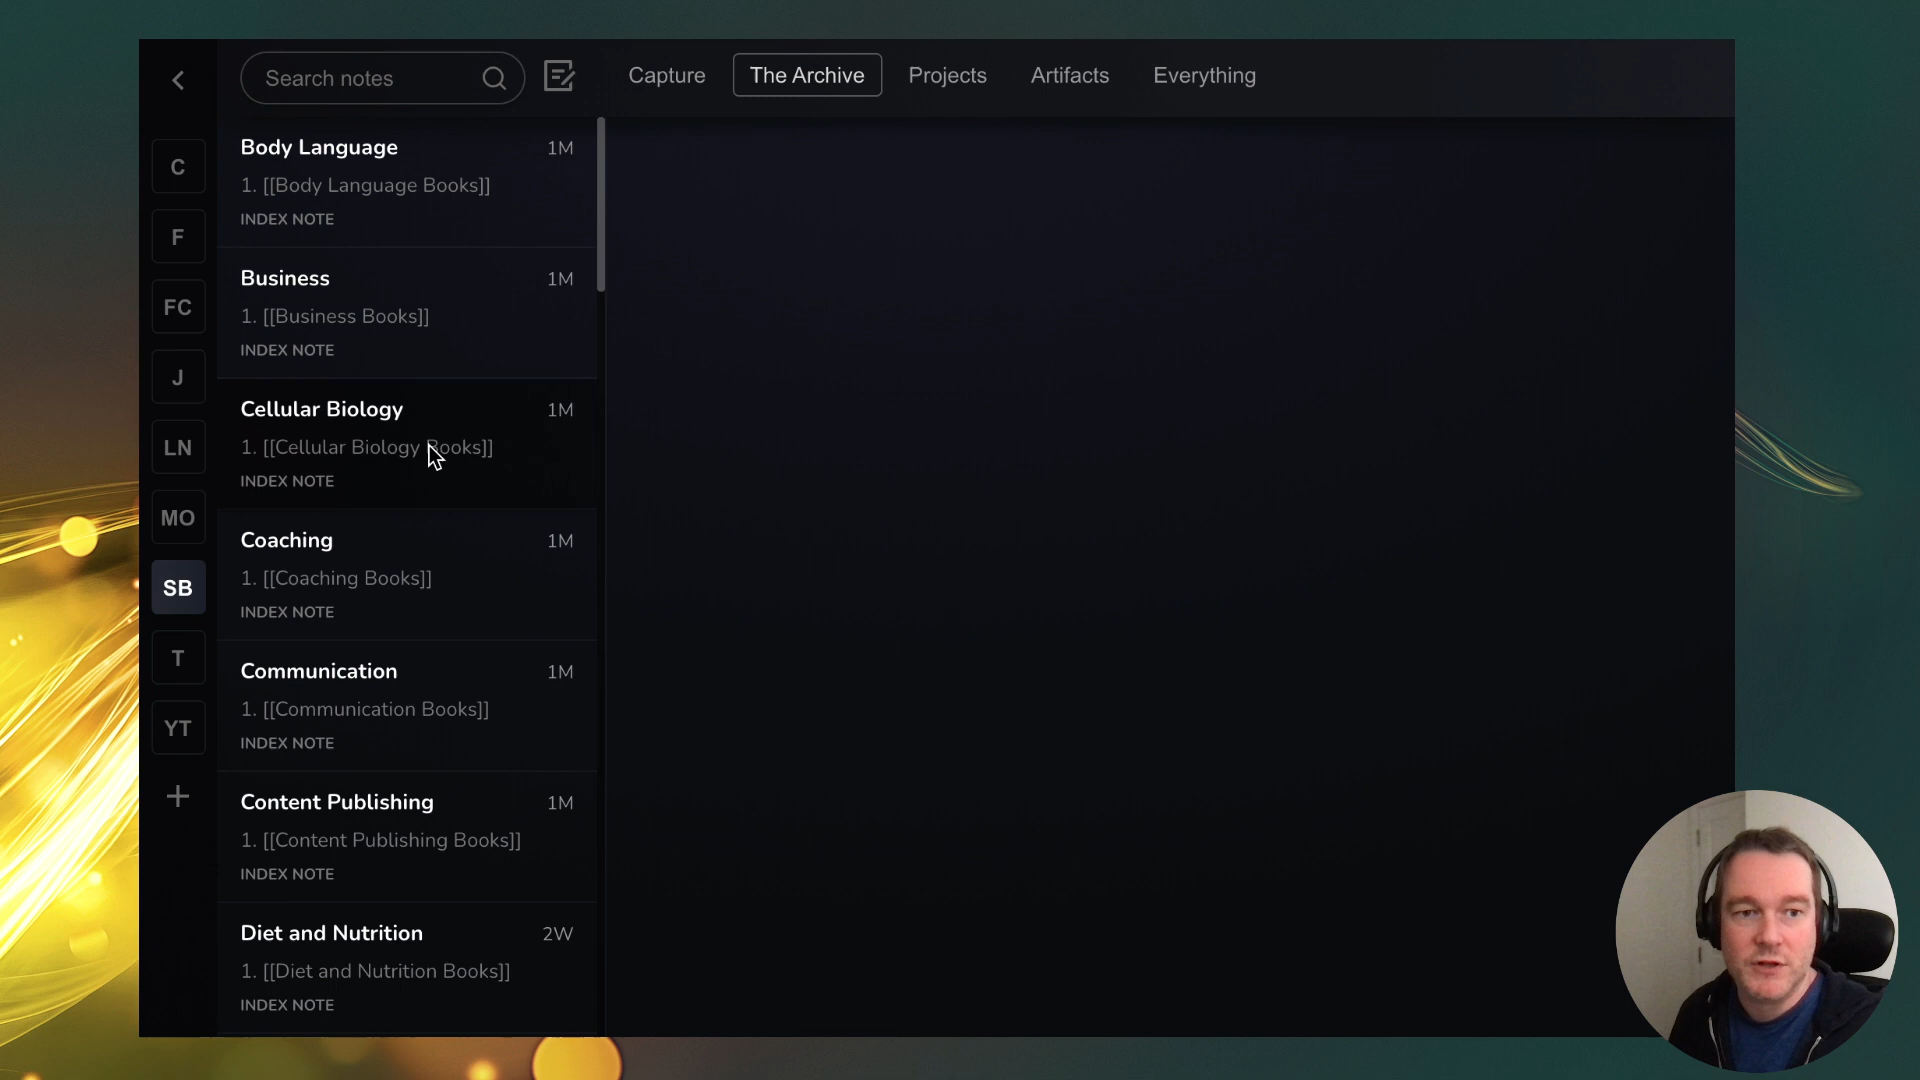 Search notes
Capture
The Archive
Projects
Artifacts
Everything
C
F
FC
J
LN
MO
SB
T
YT
Body Language 1M
1. [[Body Language Books]]
INDEX NOTE
Business 1M
1. [[Business Books]]
INDEX NOTE
Cellular Biology 1M
1. [[Cellular Biology Books]]
INDEX NOTE
Coaching 1M
1. [[Coaching Books]]
INDEX NOTE
Communication 1M
1. [[Communication Books]]
INDEX NOTE
Content Publishing 1M
1. [[Content Publishing Books]]
INDEX NOTE
Diet and Nutrition 2W
1. [[Diet and Nutrition Books]]
INDEX NOTE